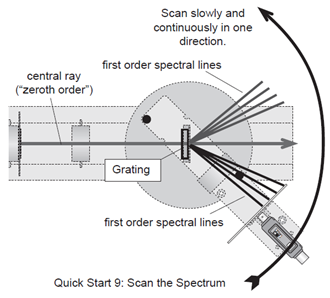 Scan slowly and
continuously in one
direction.
first order spectral lines
central ray
(“zeroth order”)
Grating
first order spectral lines
Quick Start 9: Scan the Spectrum